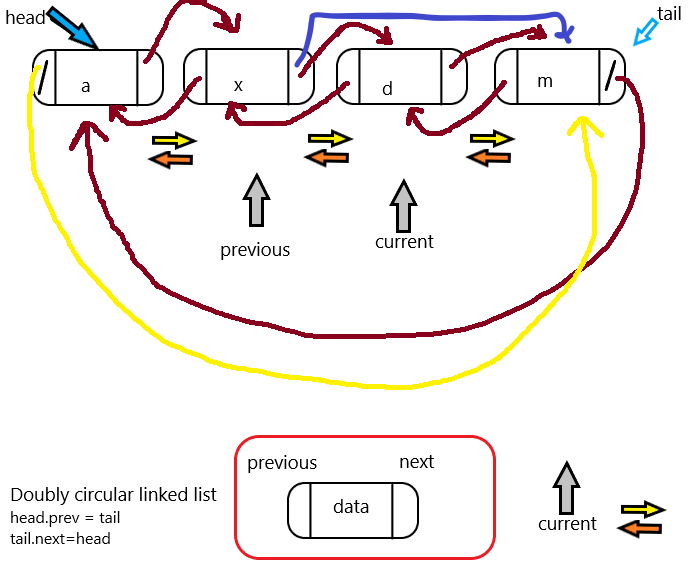 head
tail
a
x
d
m
previous
current
previous
next
data
Doubly circular linked list
head.prev = tail
tail.next=head
current